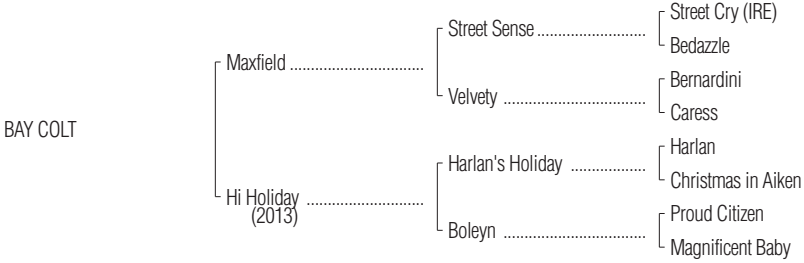 Street Cry (IRE)
Street Sense ..........................
Bedazzle
Maxfield ................................
Bernardini
Velvety ..................................
Caress
BAY COLT
Harlan
Harlan's Holiday ..................
Christmas in Aiken
Hi Holiday ............................
(2013)
Proud Citizen
Boleyn ..................................
Magnificent Baby